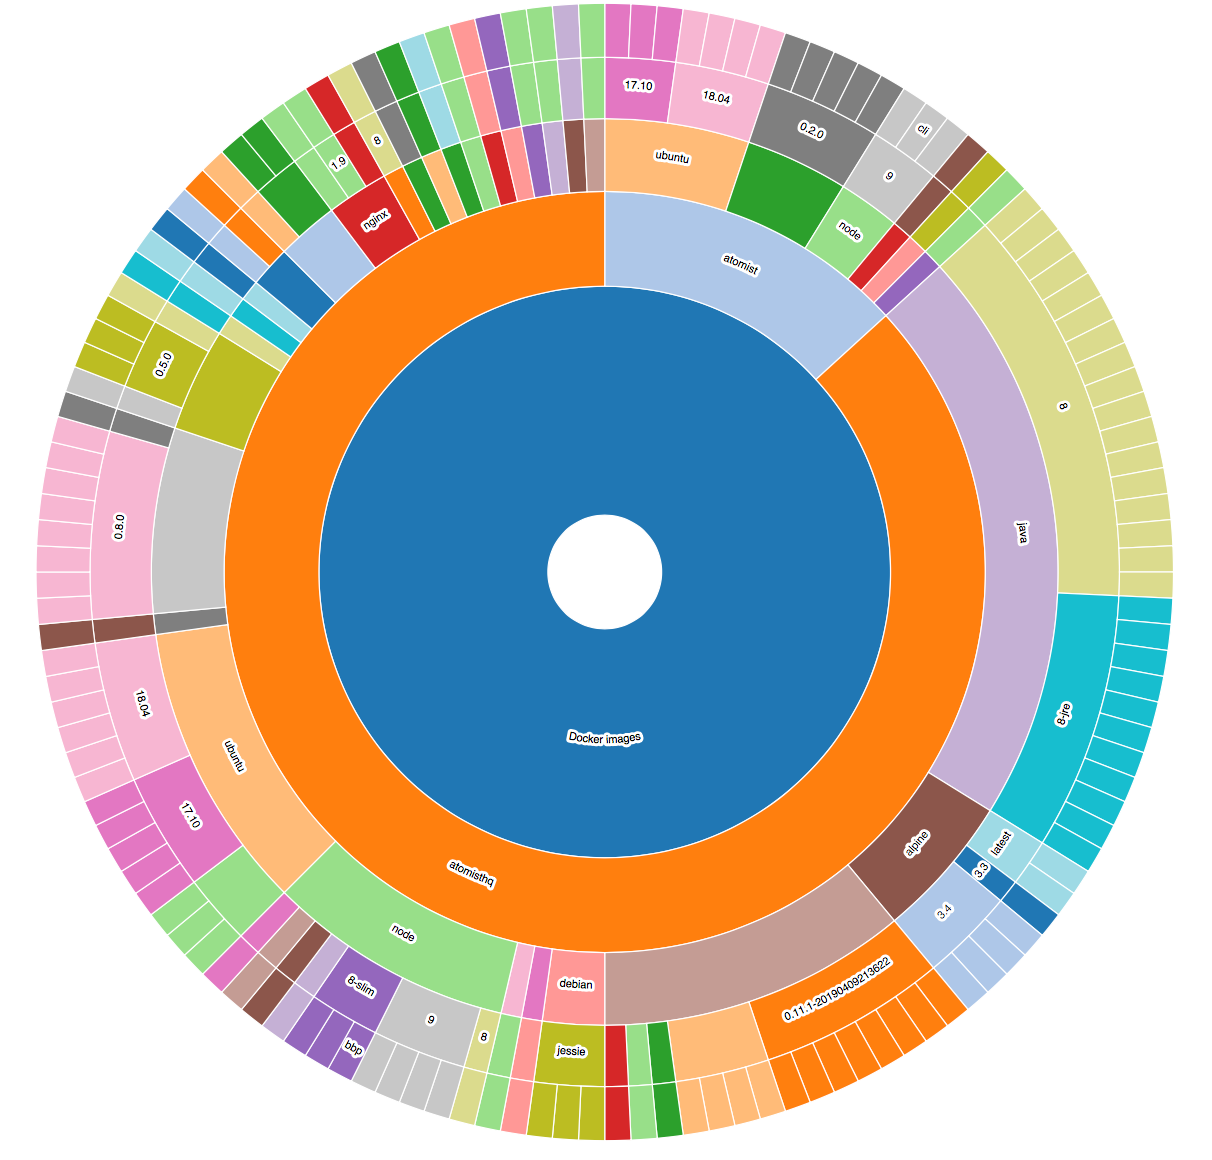 17.10
18.04
0.2.0
cli
ubuntu
9
node
atomist
1.9
8
nginx
8
java
0.5.0
0.8.0
8-jre
18.04
ubuntu
Docker images
17.10
atomisthq
alpine
latest
3.3
3.4
node
debian
8-slim
0.11.1-20190409213622
9
8
jessie
bbp